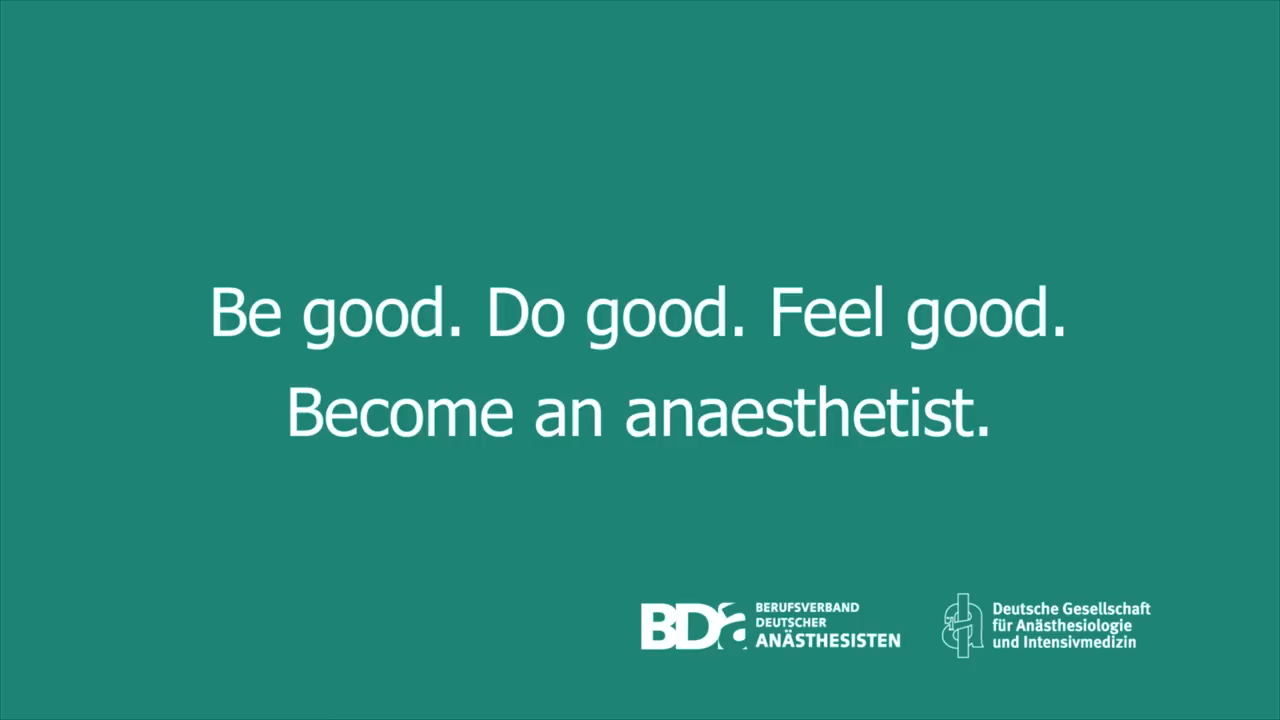 Be good. Do good. Feel good.
Become an anaesthetist.
BDa
BERUFSVERBAND
DEUTSCHER
ANÄSTHESISTEN
Deutsche Gesellschaft
für Anästhesiologie
und Intensivmedizin